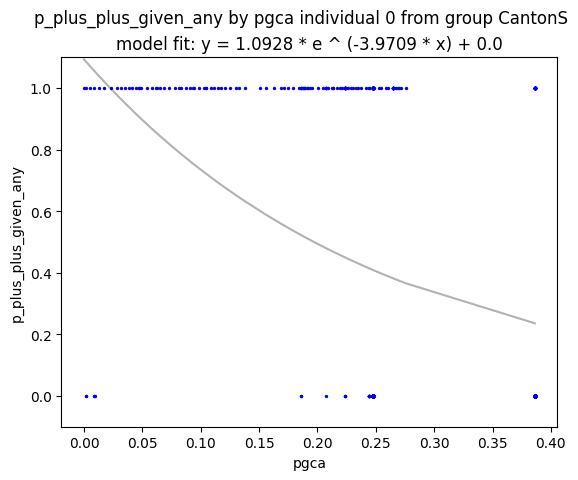 p_plus_plus_given_any by pgca individual 0 from group CantonS
model fit: y = 1.0928 * e ^ (-3.9709 * x) + 0.0
p_plus_plus_given_any
1.0
0.8
0.6
0.4
0.2
0.0
0.00 0.05 0.10 0.15 0.20 0.25 0.30 0.35 0.40
pgca